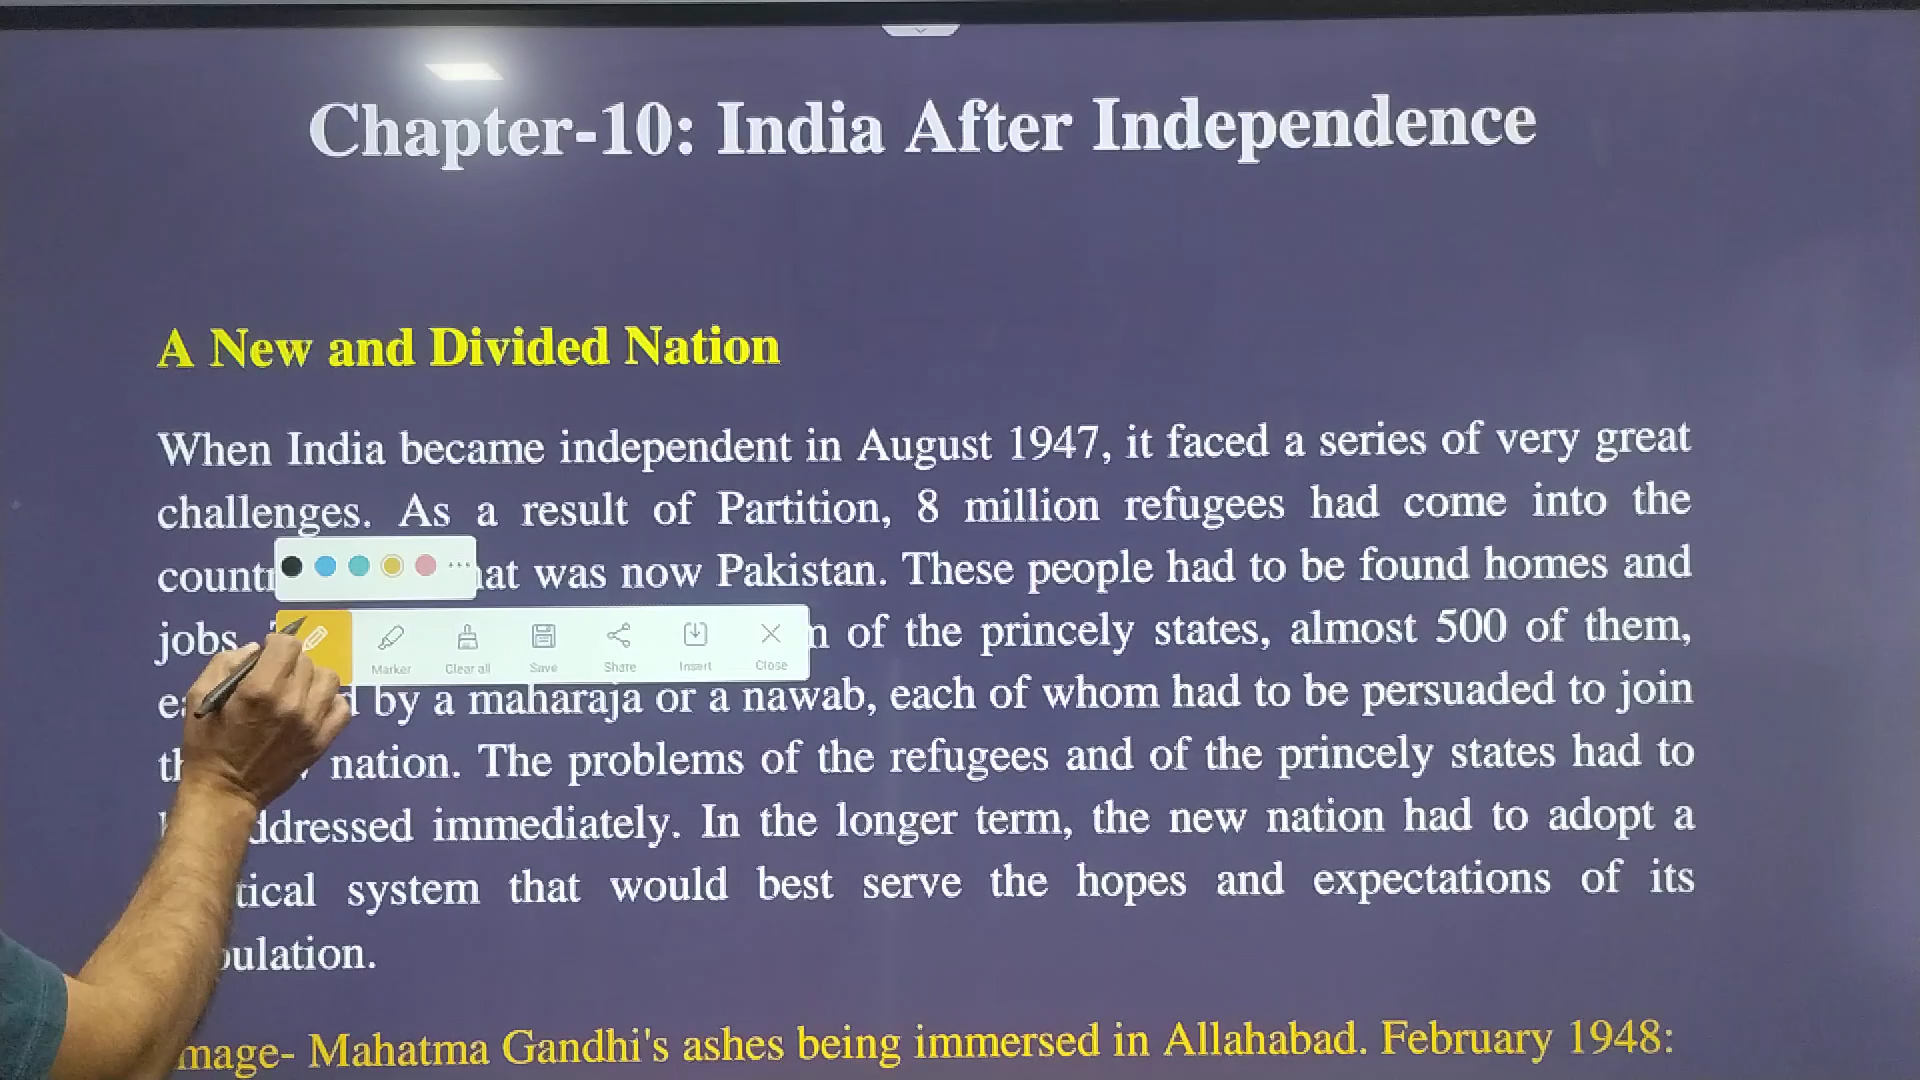 Chapter-10: India After Independence
A New and Divided Nation
When India became independent in August 1947, it faced a series of very great
challenges. As a result of Partition, 8 million refugees had come into the
was now Pakistan. These people had to be found homes and
jobs. of the princely states, almost 500 of them,
by a maharaja or a nawab, each of whom had to be persuaded to join
nation. The problems of the refugees and of the princely states had to
immediately. In the longer term, the new nation had to adopt a
system that would best serve the hopes and expectations of its
Marker Clear all Save Share Insert Close
Mahatma Gandhi's ashes being immersed in Allahabad. February 1948: